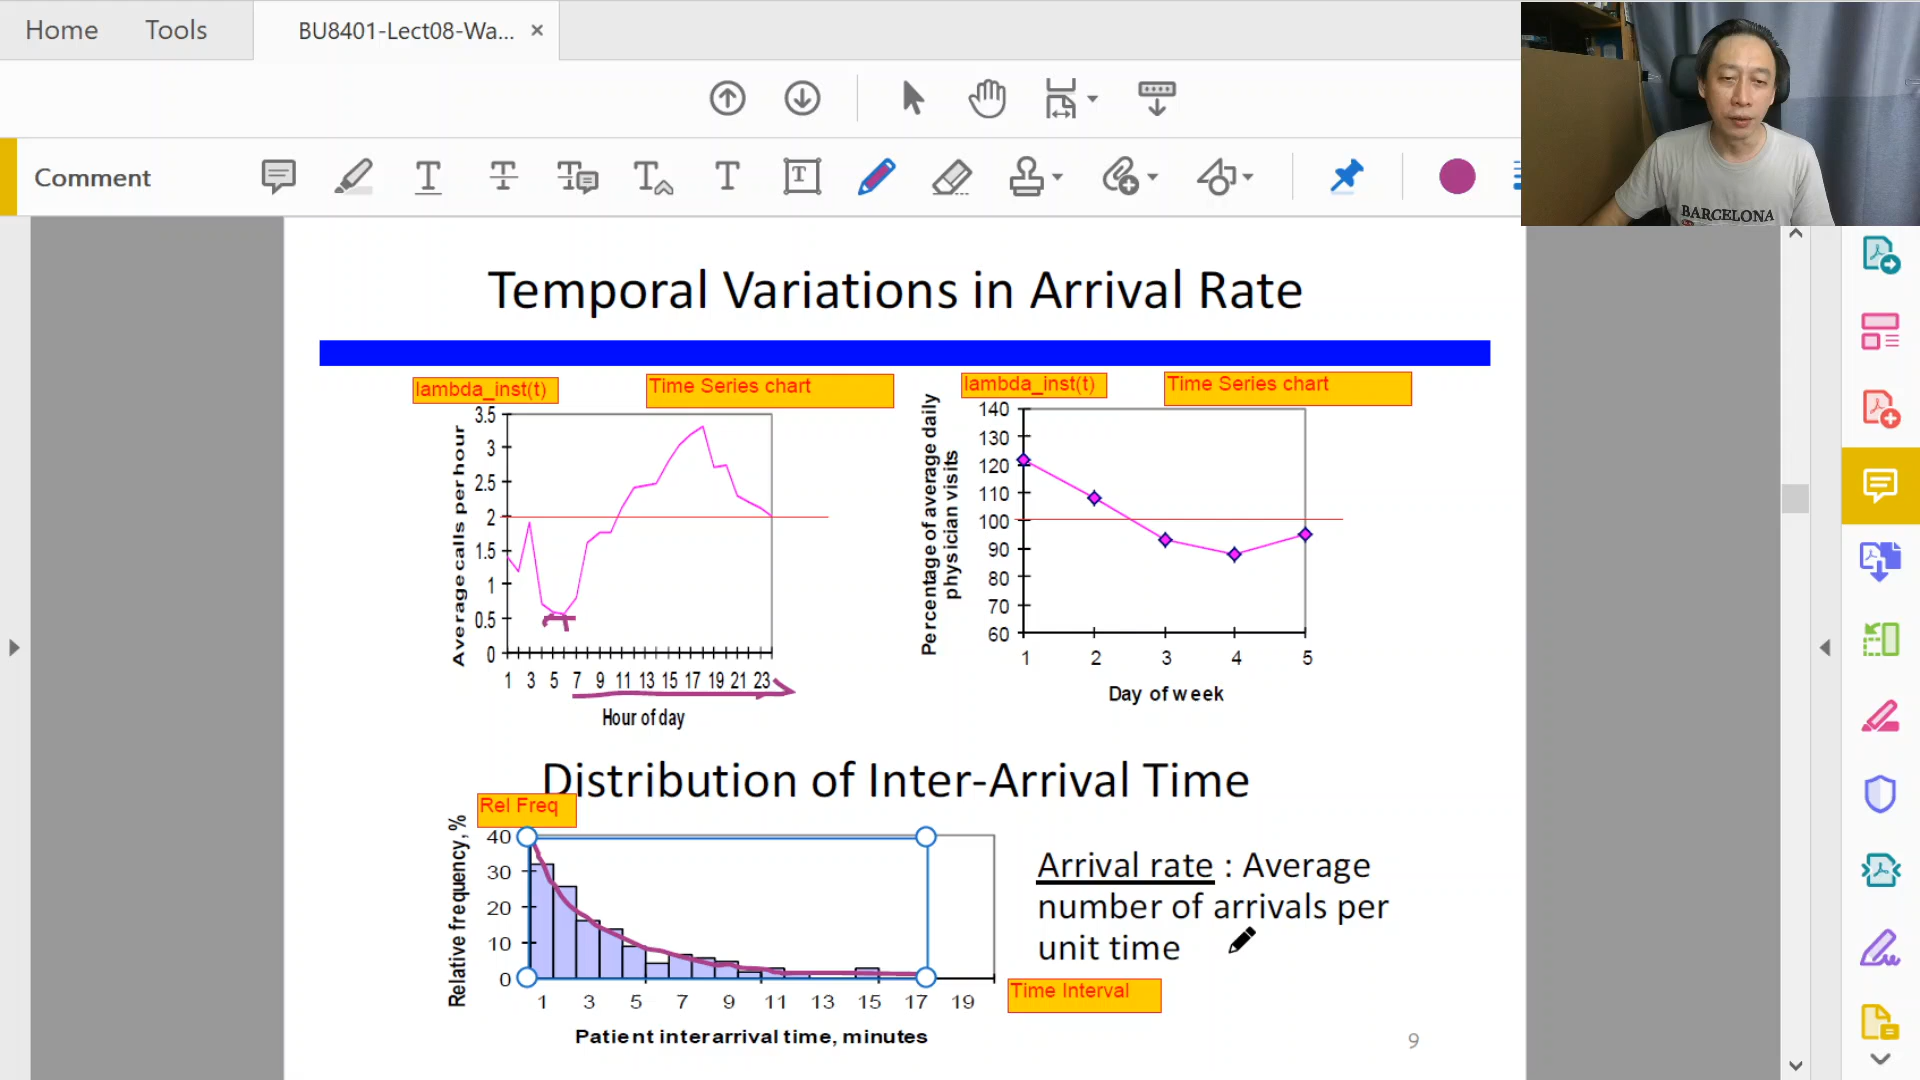 Home
Tools
BU8401-Lect08-Wa...
Comment
BARCELONA
Temporal Variations in Arrival Rate
lambda_inst(t)
Time Series chart
Average calls per hour
3.5
3
2.5
2
1.5
1
0.5
0
1 3 5 7 9 11 13 15 17 19 21 23
Hour of day
lambda_inst(t)
Time Series chart
Percentage of average daily
physician visits
140
130
120
110
100
90
80
70
60
1 2 3 4 5
Day of week
Distribution of Inter-Arrival Time
Rel Freq
Relative frequency, %
40
30
20
10
0
1 3 5 7 9 11 13 15 17 19
Patient interarrival time, minutes
Time Interval
Arrival rate : Average
number of arrivals per
unit time
9